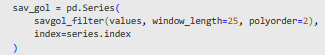 sav_gol = pd.Series(
    savgol_filter(values, window_length=25, polyorder=2),
    index=series.index
)